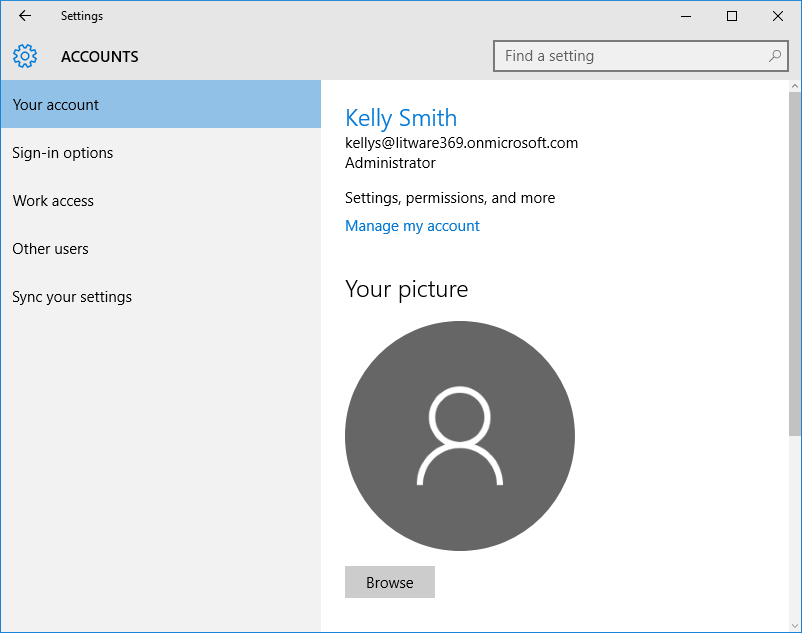 Settings
ACCOUNTS
Find a setting
Your account
Sign-in options
Work access
Other users
Sync your settings
Kelly Smith
kellys@litware369.onmicrosoft.com
Administrator
Settings, permissions, and more
Manage my account
Your picture
Browse